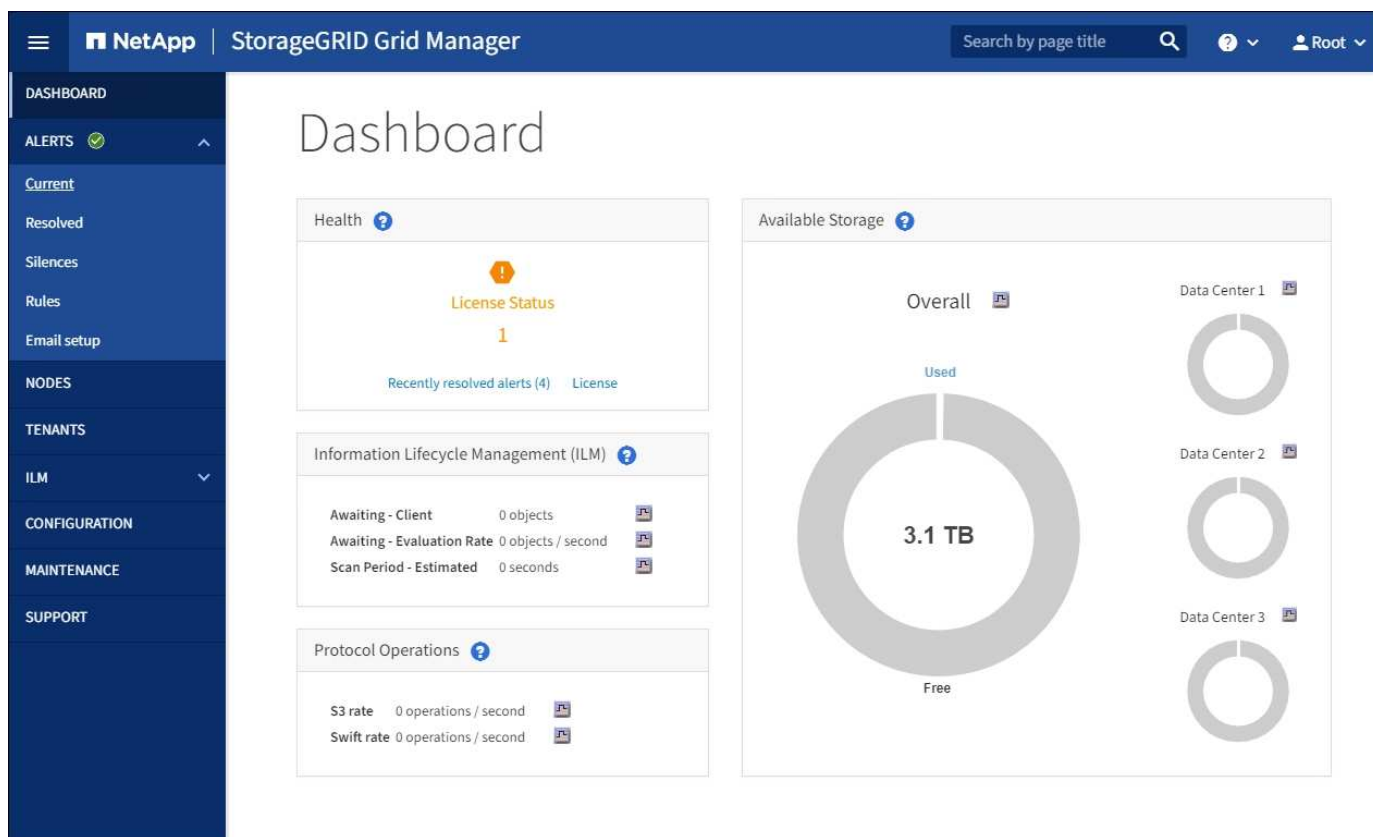 NetApp | StorageGRID Grid Manager
Search by page title
Root
DASHBOARD
ALERTS
Current
Resolved
Silences
Rules
Email setup
NODES
TENANTS
ILM
CONFIGURATION
MAINTENANCE
SUPPORT
Dashboard
Health
License Status
1
Recently resolved alerts (4) License
Information Lifecycle Management (ILM)
Awaiting - Client 0 objects
Awaiting - Evaluation Rate 0 objects / second
Scan Period - Estimated 0 seconds
Protocol Operations
S3 rate 0 operations / second
Swift rate 0 operations / second
Available Storage
Overall
Used
3.1 TB
Free
Data Center 1
Data Center 2
Data Center 3